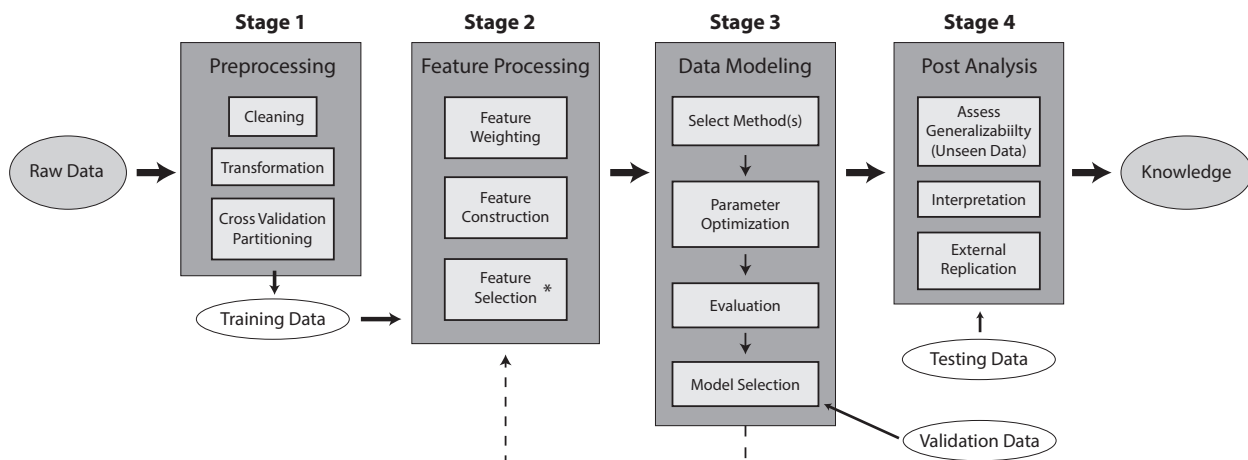 Stage 1
Stage 2
Stage 3
Stage 4
Raw Data
Preprocessing
Cleaning
Transformation
Cross Validation
Partitioning
Training Data
Feature Processing
Feature
Weighting
Feature
Construction
Feature
Selection *
Data Modeling
Select Method(s)
Parameter
Optimization
Evaluation
Model Selection
Post Analysis
Assess
Generalizabiilty
(Unseen Data)
Interpretation
External
Replication
Testing Data
Validation Data
Knowledge